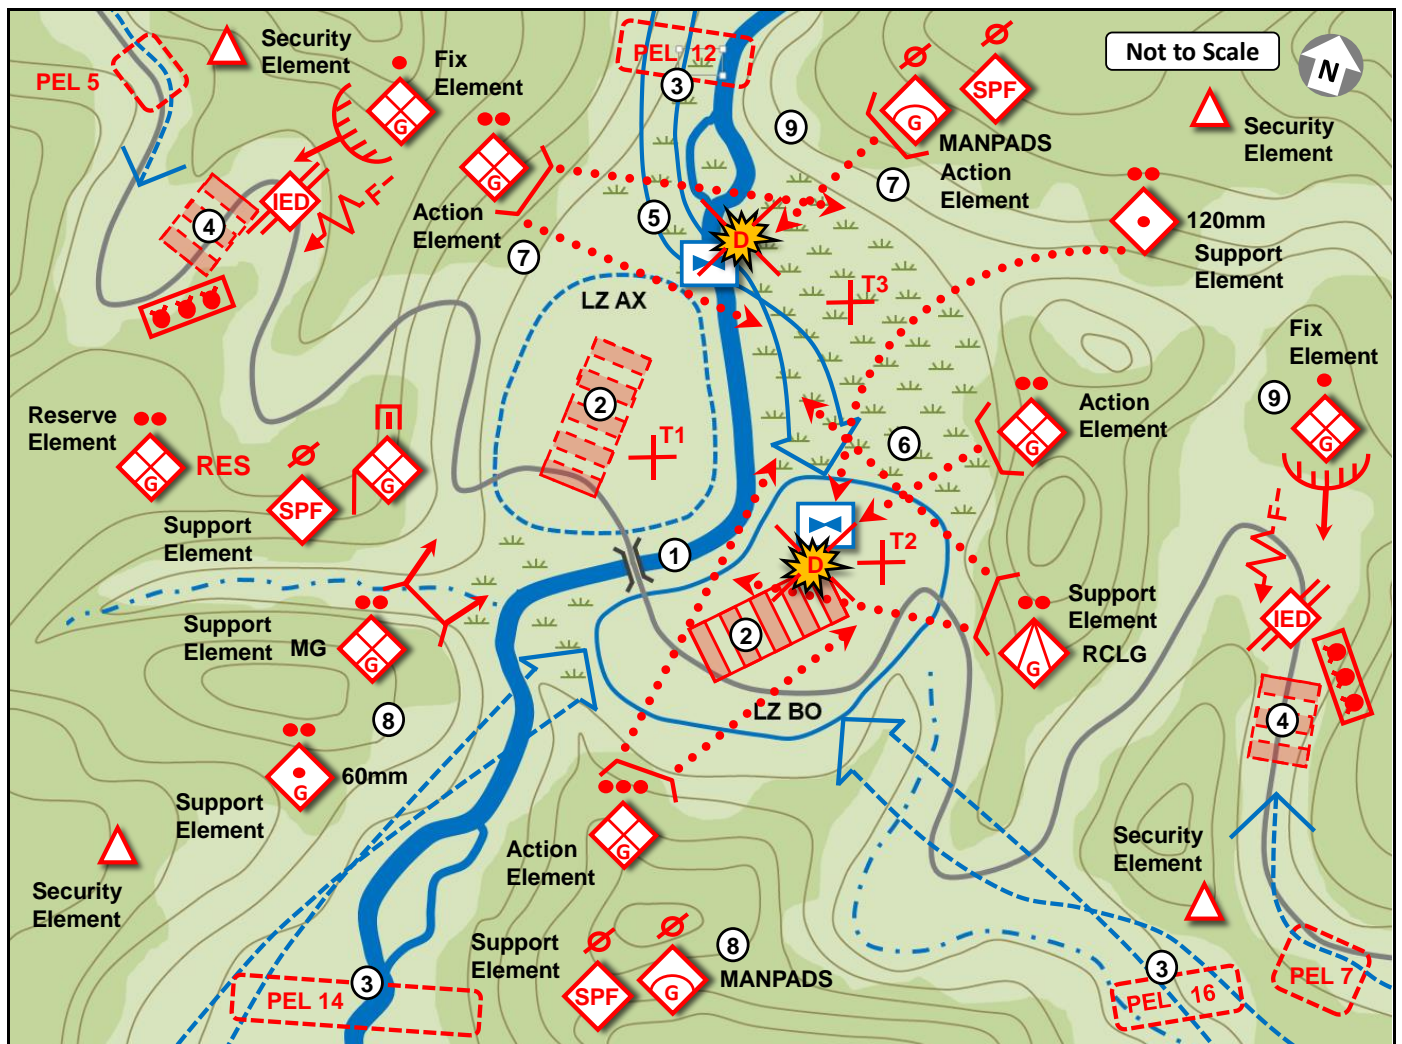 Not to Scale
N
PEL 5
Security
Element
Fix
Element
G
PEL 12
3
9
G
MANPADS
Action
Element
SPF
Security
Element
G
Action
Element
7
IED
F
4
5
D
7
120mm
Support
Element
LZ AX
T3
2
T1
Fix
Element
9
G
Action
Element
G
6
Reserve
Element
G
RES
SPF
G
Support
Element
1
T2
D
F
IED
Support
Element
MG
G
2
Support
Element
G
RCLG
LZ BO
4
8
60mm
G
Support
Element
Security
Element
Action
Element
G
Security
Element
Support
Element
SPF
G
8
MANPADS
PEL 14
3
3
PEL 16
PEL 7